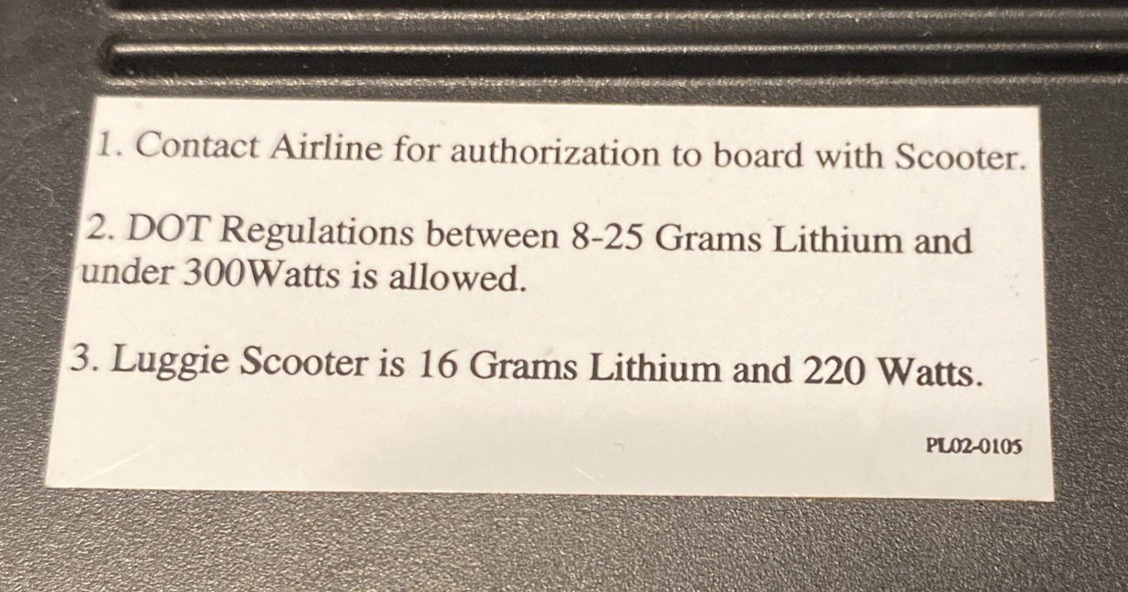 1. Contact Airline for authorization to board with Scooter.
2. DOT Regulations between 8-25 Grams Lithium and
under 300Watts is allowed.
3. Luggie Scooter is 16 Grams Lithium and 220 Watts.
PL02-0105